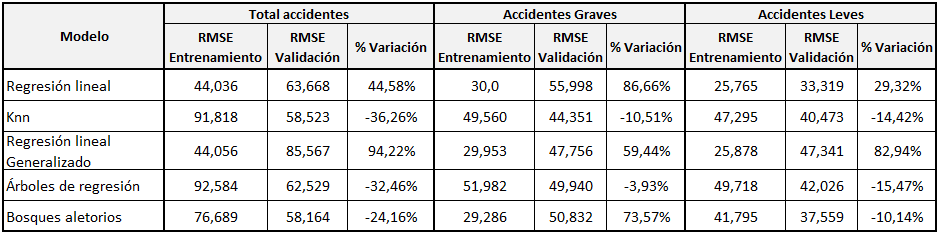 Modelo Total accidentes Accidentes Graves Accidentes Leves
RMSE Entrenamiento RMSE Validación % Variación RMSE Entrenamiento RMSE Validación % Variación RMSE Entrenamiento RMSE Validación % Variación
Regresión lineal 44,036 63,668 44,58% 30,0 55,998 86,66% 25,765 33,319 29,32%
Knn 91,818 58,523 -36,26% 49,560 44,351 -10,51% 47,295 40,473 -14,42%
Regresión lineal Generalizado 44,056 85,567 94,22% 29,953 47,756 59,44% 25,878 47,341 82,94%
Árboles de regresión 92,584 62,529 -32,46% 51,982 49,940 -3,93% 49,718 42,026 -15,47%
Bosques aletorios 76,689 58,164 -24,16% 29,286 50,832 73,57% 41,795 37,559 -10,14%